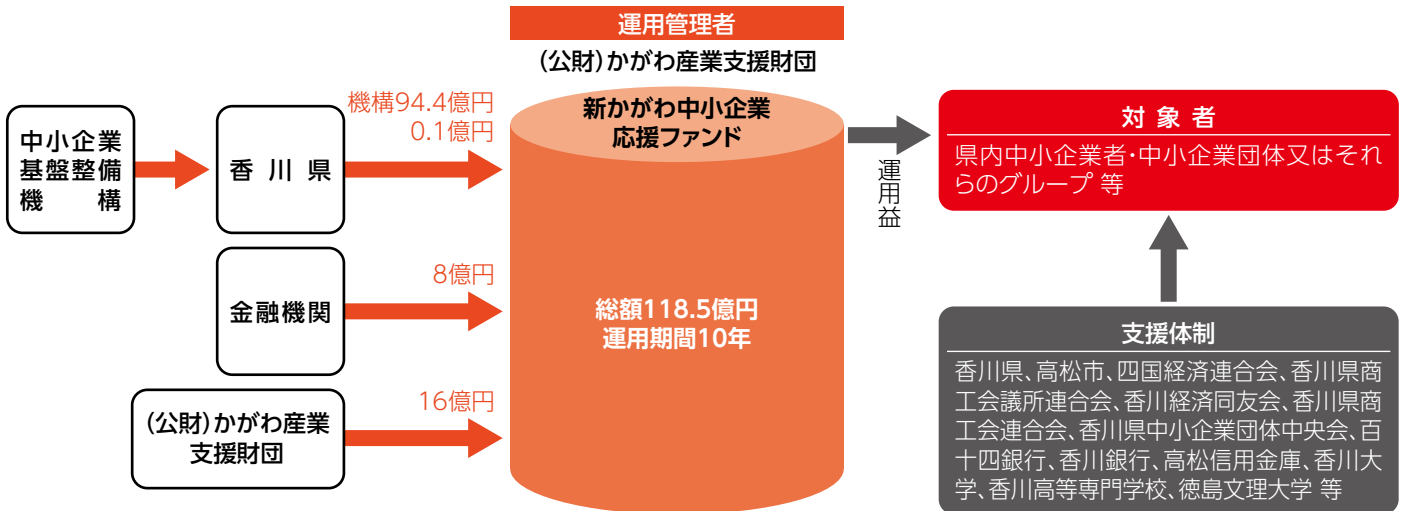 運用管理者
(公財)かがわ産業支援財団
中小企業
基盤整備
機構
香川県
機構94.4億円
0.1億円
新かがわ中小企業
応援ファンド
金融機関
8億円
(公財)かがわ産業
支援財団
16億円
総額118.5億円
運用期間10年
運用益
対象者
県内中小企業者・中小企業団体又はそれ
らのグループ 等
支援体制
香川県、高松市、四国経済連合会、香川県商
工会議所連合会、香川経済同友会、香川県商
工会連合会、香川県中小企業団体中央会、百
十四銀行、香川銀行、高松信用金庫、香川大
学、香川高等専門学校、徳島文理大学 等